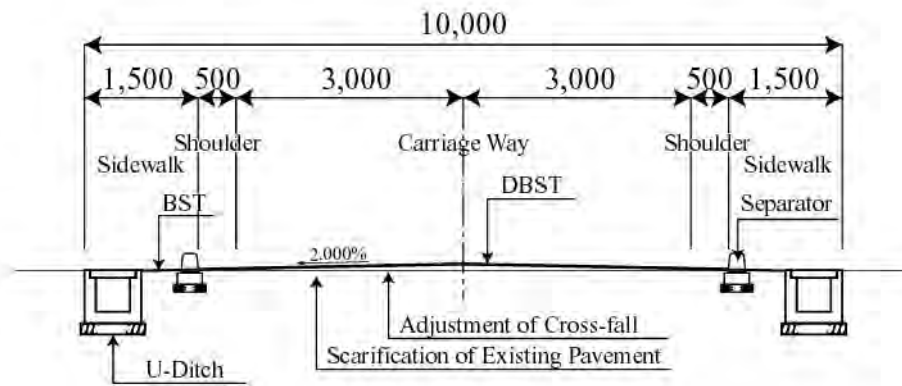 10,000
1,500 500 3,000 3,000 500 1,500
Shoulder Carriage Way Shoulder
Sidewalk Sidewalk
BST DBST Separator
2.000%
Adjustment of Cross-fall
Scarification of Existing Pavement
U-Ditch